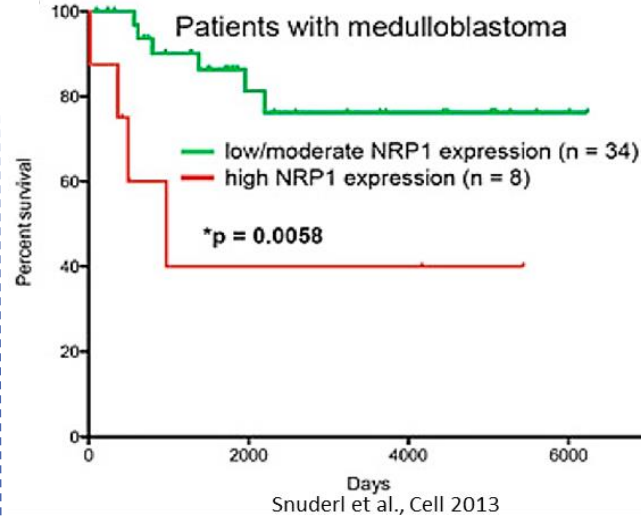 Patients with medulloblastoma
100
80
60
40
20
0
Percent survival
low/moderate NRP1 expression (n = 34)
high NRP1 expression (n = 8)
*p = 0.0058
0 2000 4000 6000
Days
Snuderl et al., Cell 2013